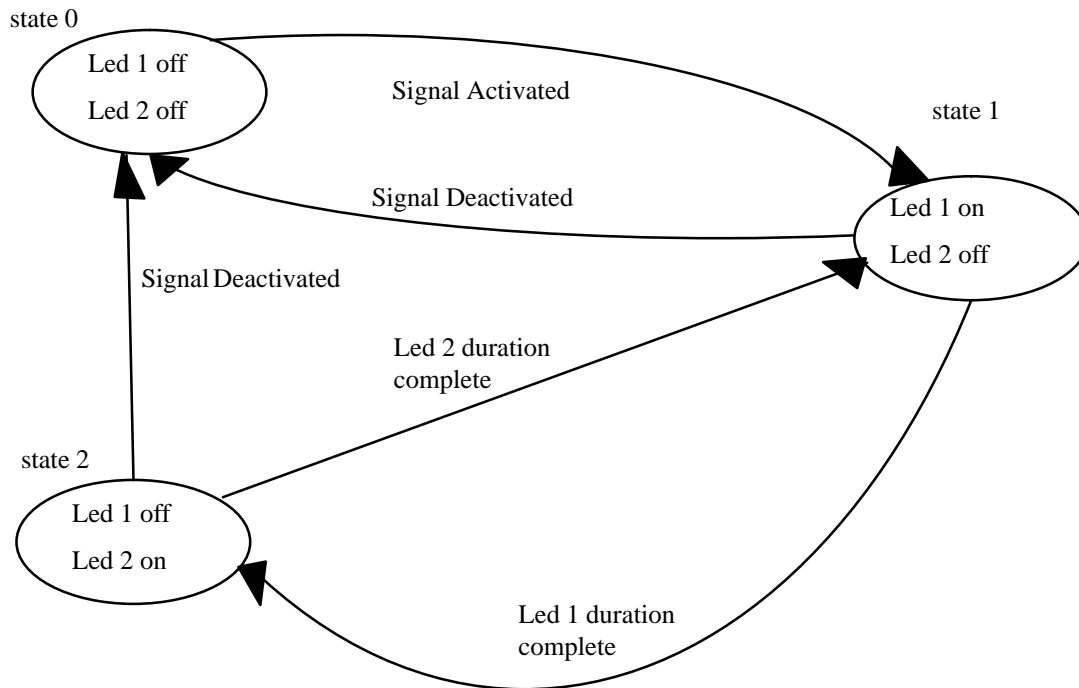 state 0
Led 1 off
Led 2 off
Signal Activated
state 1
Signal Deactivated
Led 1 on
Led 2 off
Signal Deactivated
Led 2 duration
complete
state 2
Led 1 off
Led 2 on
Led 1 duration
complete